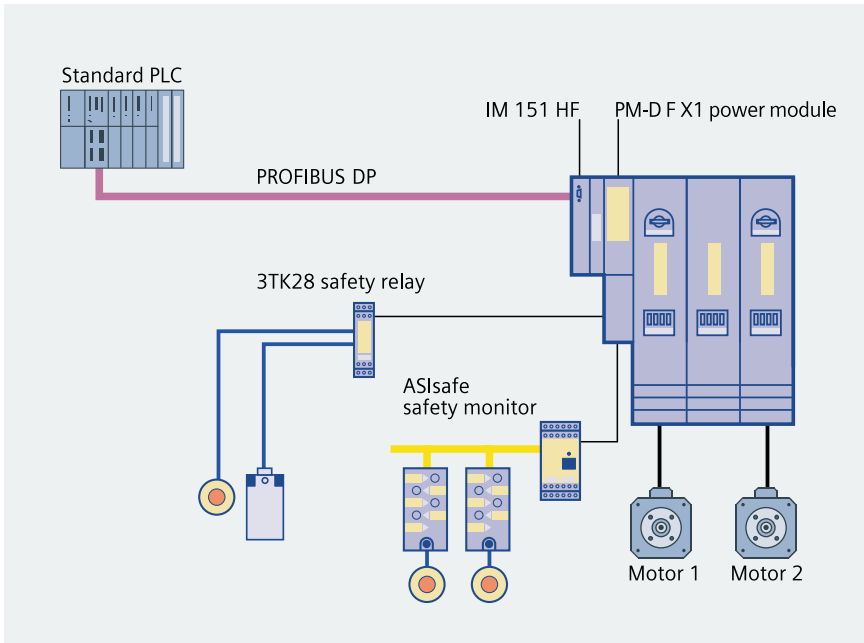 Standard PLC
IM 151 HF
PM-D F X1 power module
PROFIBUS DP
3TK28 safety relay
ASIsafe
safety monitor
Motor 1
Motor 2